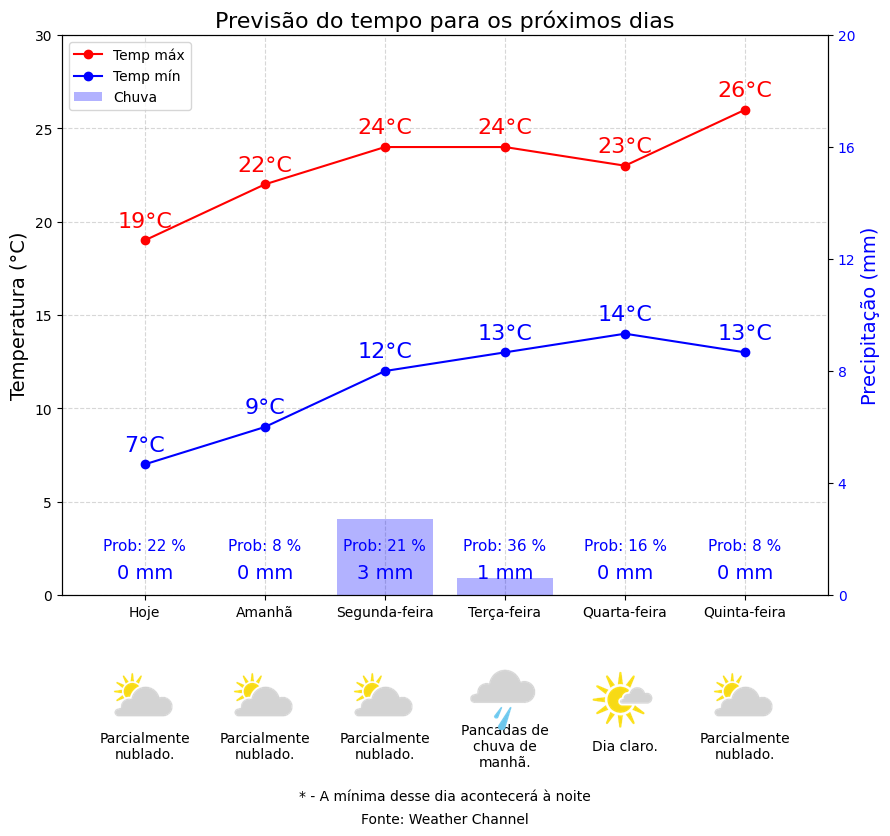 Previsão do tempo para os próximos dias
Temp máx
Temp mín
Chuva
Temperatura (°C)
Precipitação (mm)
30
25
20
15
10
5
0
20
16
12
8
4
0
19°C
22°C
24°C
24°C
23°C
26°C
7°C
9°C
12°C
13°C
14°C
13°C
Prob: 22 %
Prob: 8 %
Prob: 21 %
Prob: 36 %
Prob: 16 %
Prob: 8 %
0 mm
0 mm
3 mm
1 mm
0 mm
0 mm
Hoje
Amanhã
Segunda-feira
Terça-feira
Quarta-feira
Quinta-feira
Parcialmente
nublado.
Parcialmente
nublado.
Parcialmente
nublado.
Pancadas de
chuva de
manhã.
Dia claro.
Parcialmente
nublado.
* - A mínima desse dia acontecerá à noite
Fonte: Weather Channel